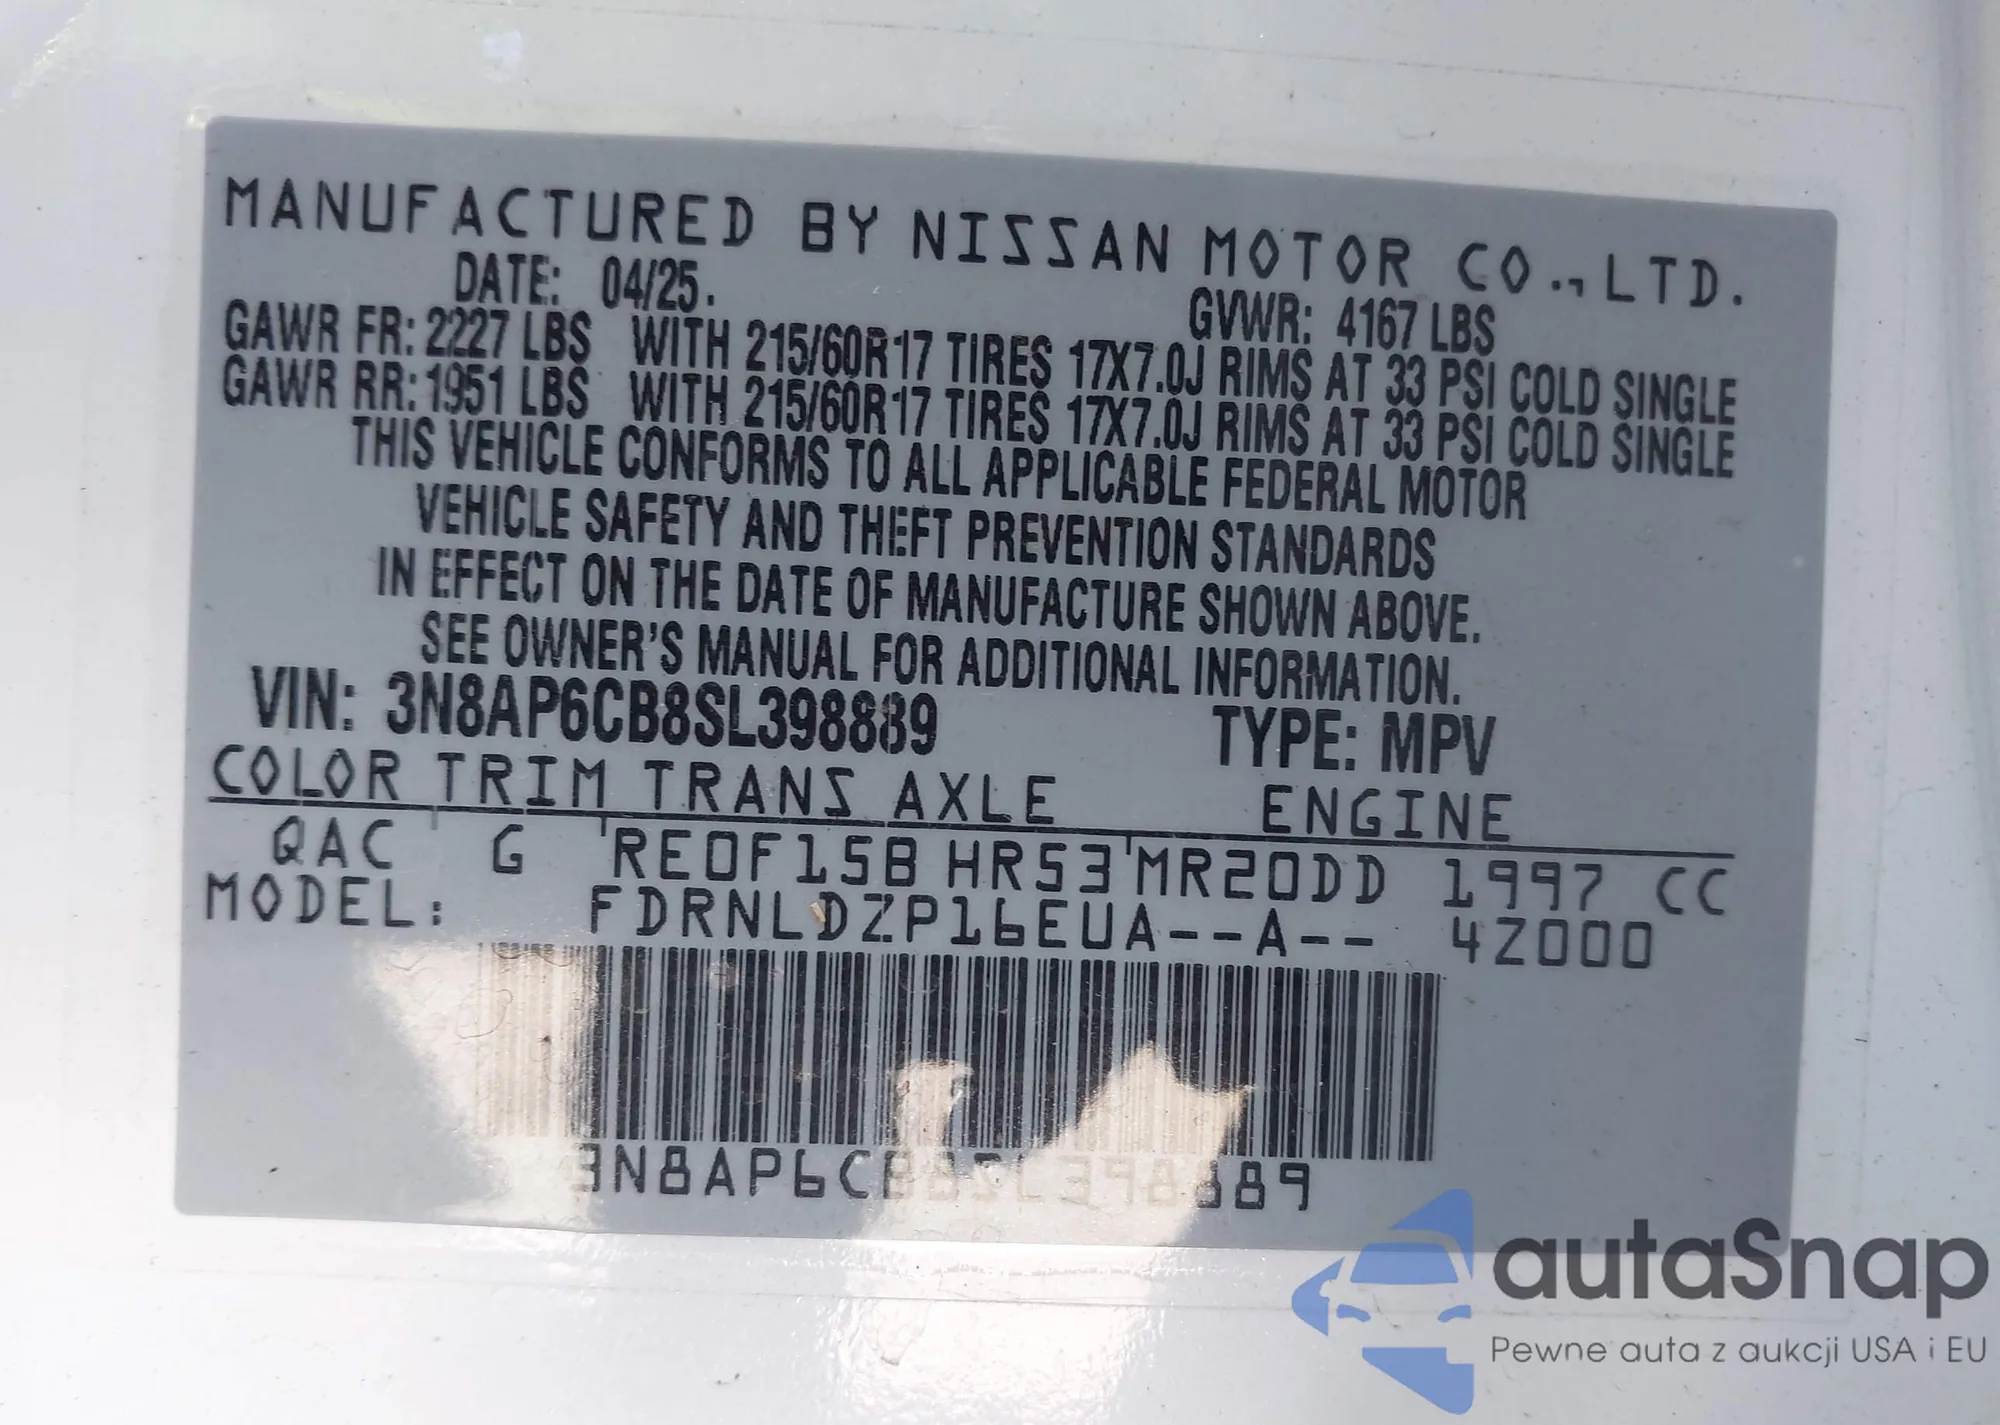 MANUFACTURED BY NISSAN MOTOR CO.,LTD.
DATE: 04/25. GVWR: 4167 LBS
GAWR FR: 2227 LBS WITH 215/60R17 TIRES 17X7.0J RIMS AT 33 PSI COLD SINGLE
GAWR RR: 1951 LBS WITH 215/60R17 TIRES 17X7.0J RIMS AT 33 PSI COLD SINGLE
THIS VEHICLE CONFORMS TO ALL APPLICABLE FEDERAL MOTOR
VEHICLE SAFETY AND THEFT PREVENTION STANDARDS
IN EFFECT ON THE DATE OF MANUFACTURE SHOWN ABOVE.
SEE OWNER'S MANUAL FOR ADDITIONAL INFORMATION.
VIN: 3N8AP6CB8SL398889 TYPE: MPV
COLOR TRIM TRANS AXLE ENGINE
QAC G RE0F15B HR53 MR20DD 1997 CC
MODEL: FDRNLDZP16EUA--A-- 4Z000
3N8AP6CB8SL398889
autaSnap
Pewne auta z aukcji USA i EU